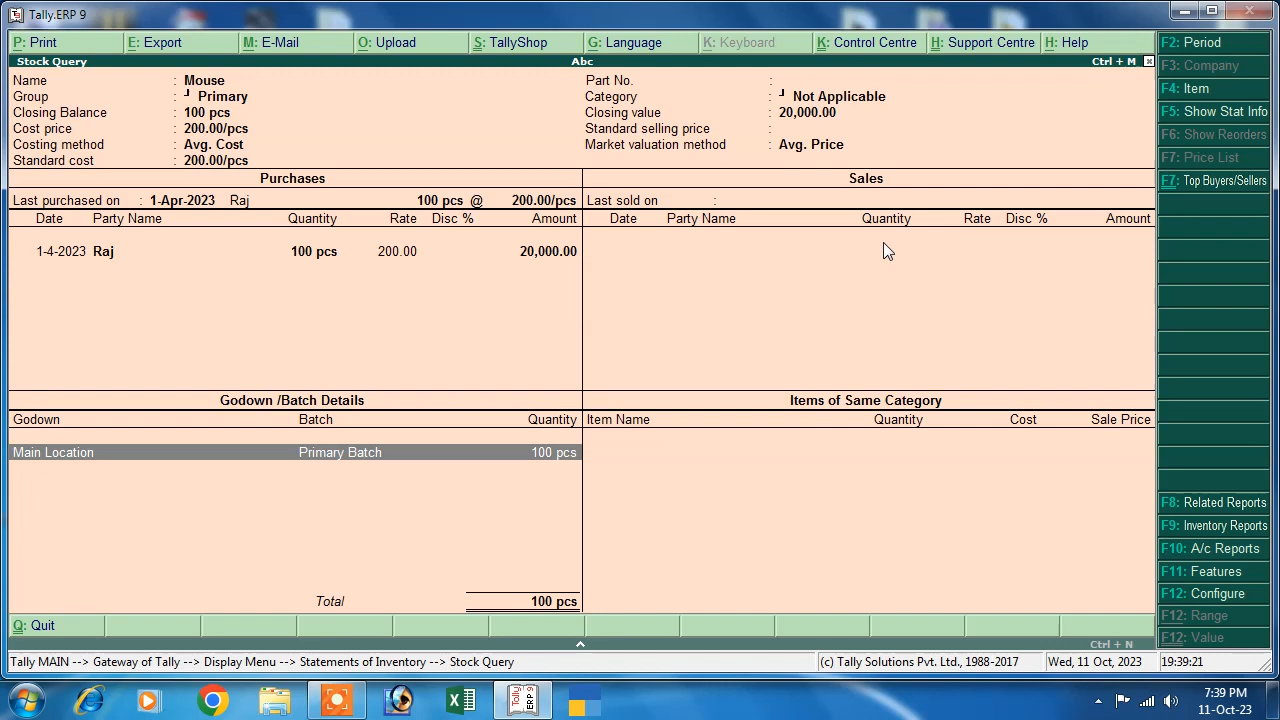 Tally.ERP 9
P: Print E: Export M: E-Mail O: Upload S: TallyShop G: Language K: Keyboard K: Control Centre H: Support Centre H: Help
Stock Query Abc Ctrl + M
Name : Mouse Part No. :
Group : ┘ Primary Category : ┘ Not Applicable
Closing Balance : 100 pcs Closing value : 20,000.00
Cost price : 200.00/pcs Standard selling price :
Costing method : Avg. Cost Market valuation method : Avg. Price
Standard cost : 200.00/pcs
Purchases Sales
Last purchased on : 1-Apr-2023 Raj 100 pcs @ 200.00/pcs Last sold on :
Date Party Name Quantity Rate Disc % Amount Date Party Name Quantity Rate Disc % Amount
1-4-2023 Raj 100 pcs 200.00 20,000.00
Godown /Batch Details Items of Same Category
Godown Batch Quantity Item Name Quantity Cost Sale Price
Main Location Primary Batch 100 pcs
Total 100 pcs
Q: Quit
Ctrl + N
Tally MAIN --> Gateway of Tally --> Display Menu --> Statements of Inventory --> Stock Query (c) Tally Solutions Pvt. Ltd., 1988-2017 Wed, 11 Oct, 2023 19:39:21
F2: Period
F3: Company
F4: Item
F5: Show Stat Info
F6: Show Reorders
F7: Price List
F7: Top Buyers/Sellers
F8: Related Reports
F9: Inventory Reports
F10: A/c Reports
F11: Features
F12: Configure
F12: Range
F12: Value
ERP 9
7:39 PM
11-Oct-23